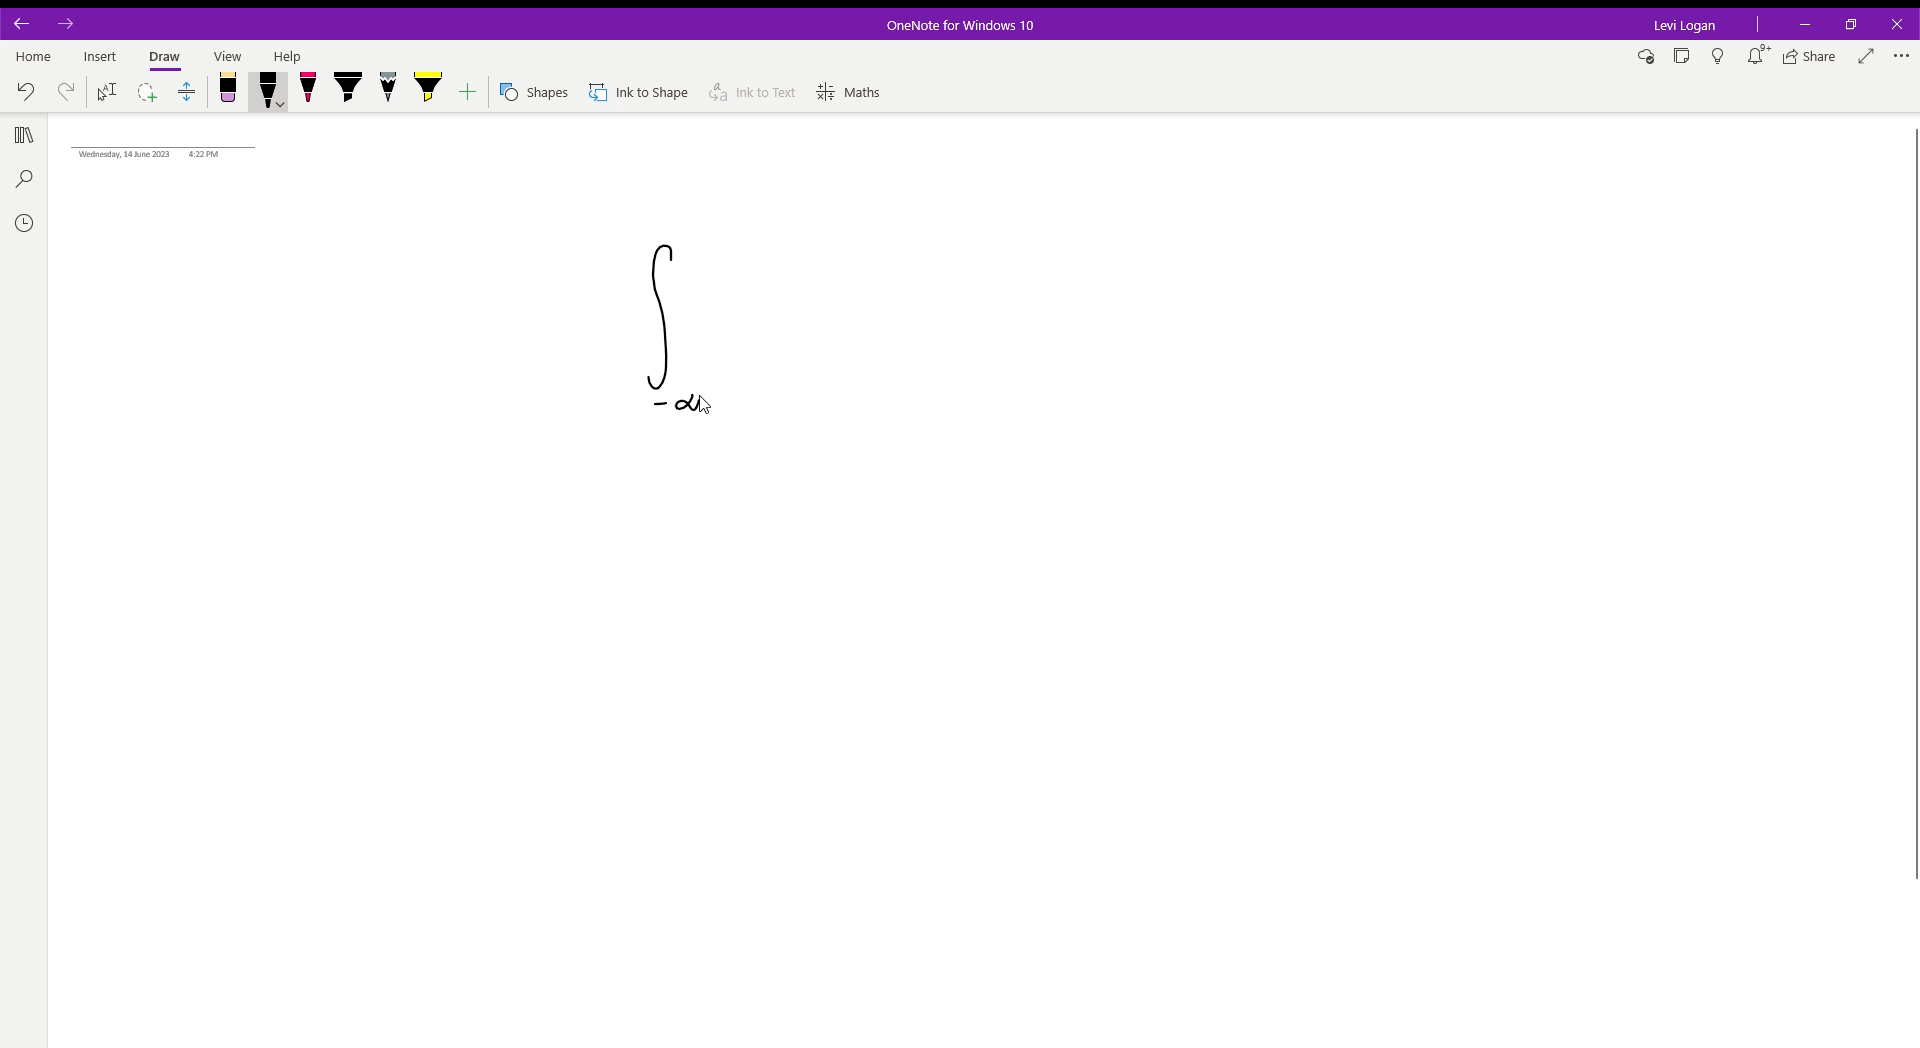 OneNote for Windows 10
Levi Logan
Home Insert Draw View Help
9+
Share
Shapes Ink to Shape Ink to Text Maths
Wednesday, 14 June 2023 4:22 PM
∫
-